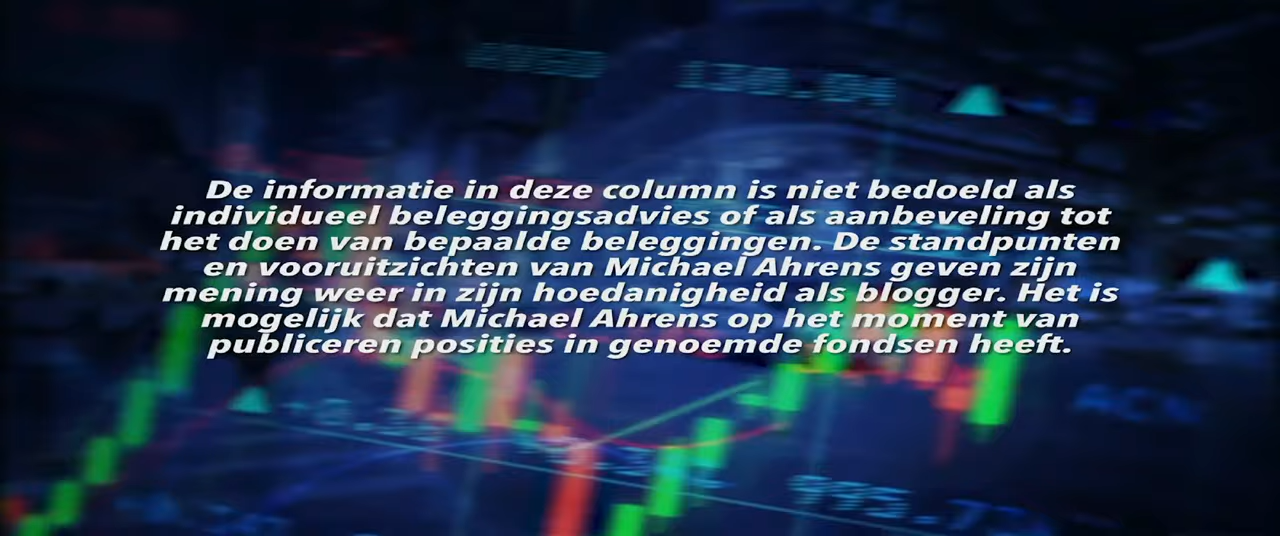 De informatie in deze column is niet bedoeld als
individueel beleggingsadvies of als aanbeveling tot
het doen van bepaalde beleggingen. De standpunten
en vooruitzichten van Michael Ahrens geven zijn
mening weer in zijn hoedanigheid als blogger. Het is
mogelijk dat Michael Ahrens op het moment van
publiceren posities in genoemde fondsen heeft.